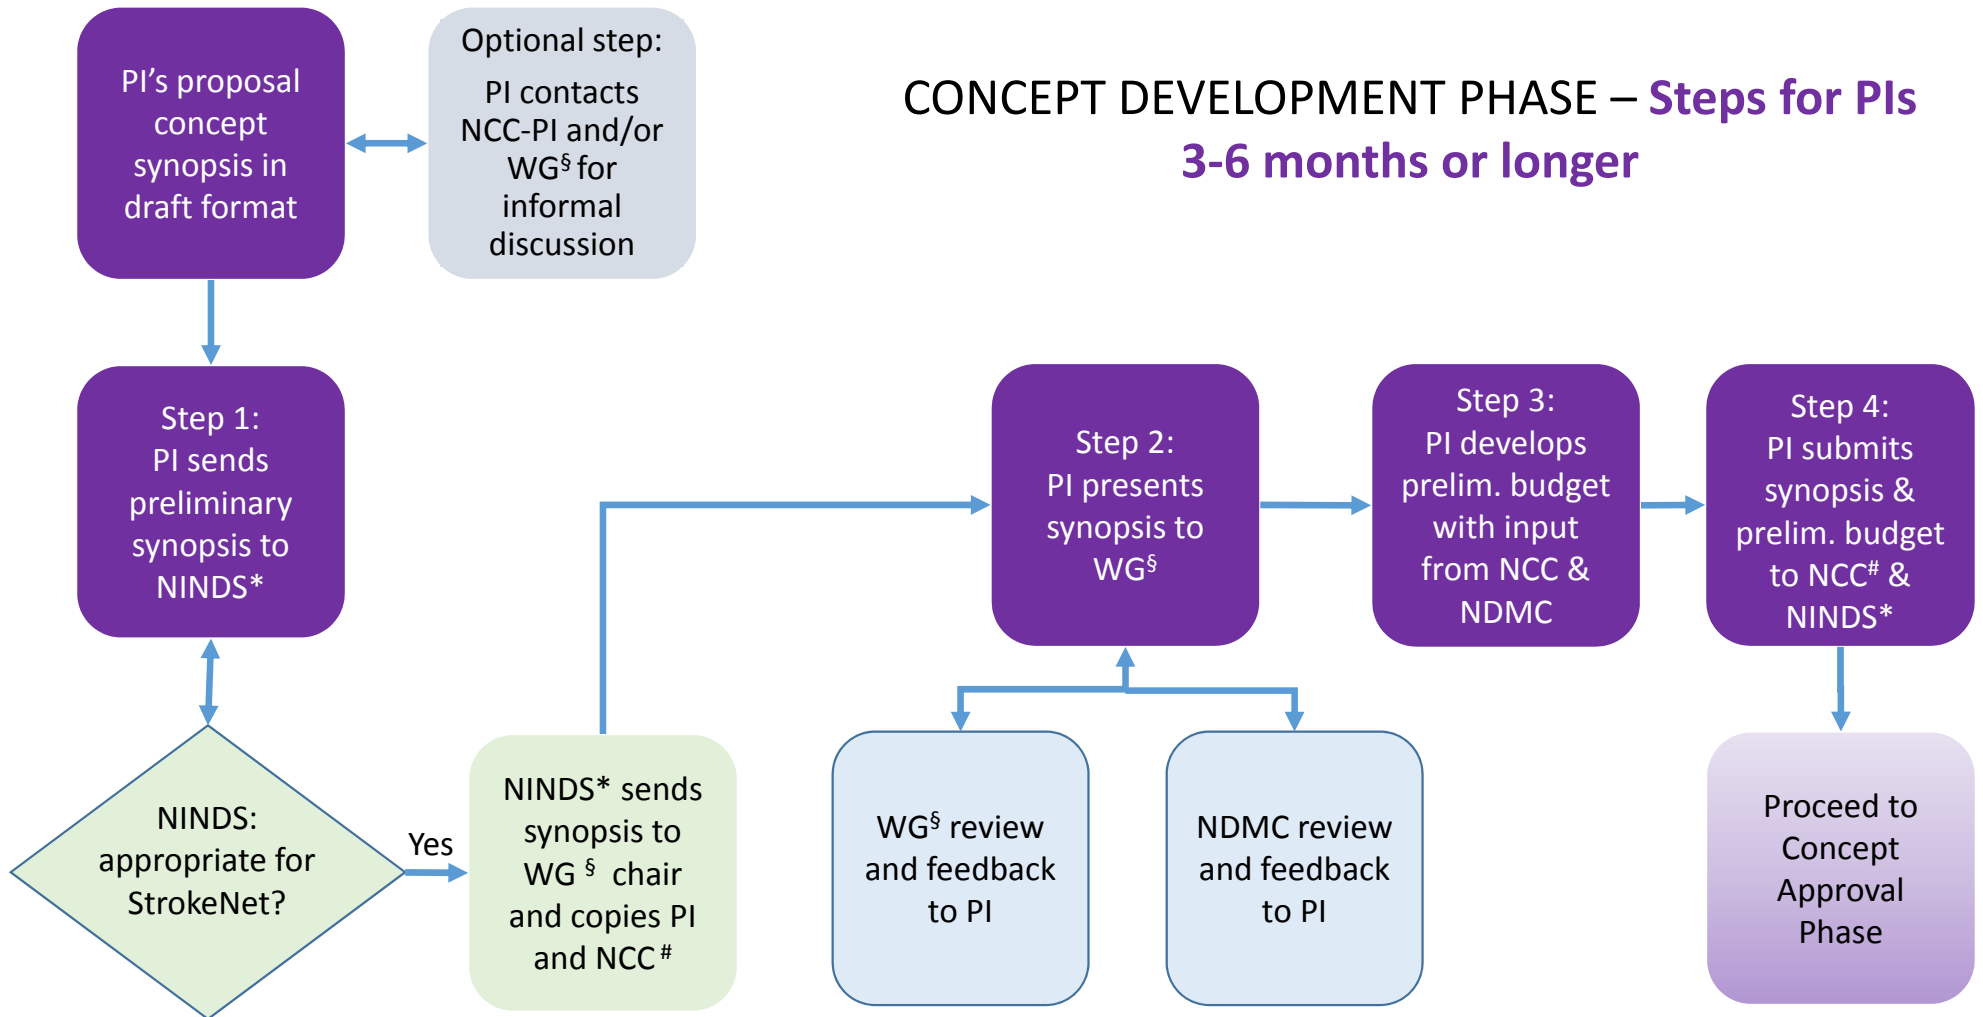 PI’s proposal
concept
synopsis in
draft format
Optional step:
PI contacts
NCC-PI and/or
WG§ for
informal
discussion
CONCEPT DEVELOPMENT PHASE – Steps for PIs
3-6 months or longer
Step 1:
PI sends
preliminary
synopsis to
NINDS*
Step 2:
PI presents
synopsis to
WG§
Step 3:
PI develops
prelim. budget
with input
from NCC &
NDMC
Step 4:
PI submits
synopsis &
prelim. budget
to NCC# &
NINDS*
NINDS:
appropriate for
StrokeNet?
Yes
NINDS* sends
synopsis to
WG § chair
and copies PI
and NCC #
WG§ review
and feedback
to PI
NDMC review
and feedback
to PI
Proceed to
Concept
Approval
Phase